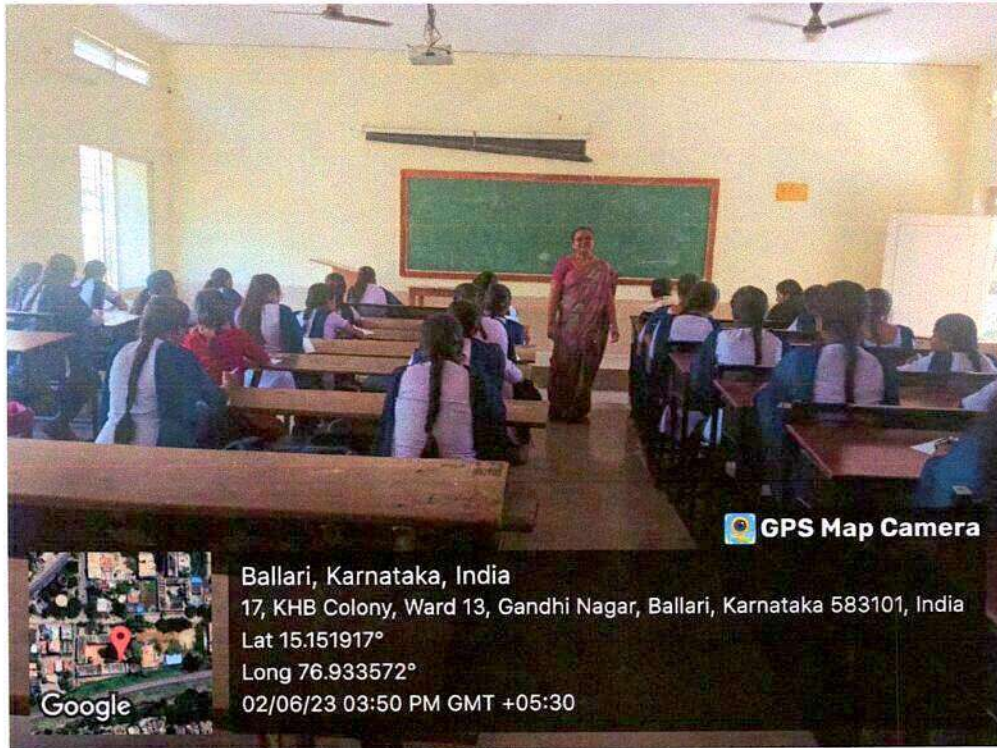 GPS Map Camera
Ballari, Karnataka, India
17, KHB Colony, Ward 13, Gandhi Nagar, Ballari, Karnataka 583101, India
Lat 15.151917°
Long 76.933572°
02/06/23 03:50 PM GMT +05:30
Google